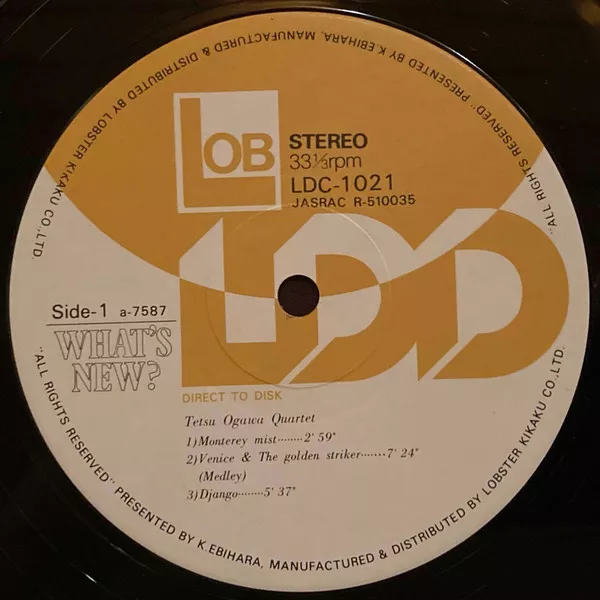 "ALL RIGHTS RESERVED" PRESENTED BY K.EBIHARA, MANUFACTURED & DISTRIBUTED BY LOBSTER KIKAKU CO.,LTD.
LOB
STEREO
33⅓rpm
LDC-1021
JASRAC R-510035
LDD
Side-1 a-7587
WHAT'S
NEW?
DIRECT TO DISK
Tetsu Ogawa Quartet
1)Monterey mist········2′ 59″
2)Venice & The golden striker·······7′ 24″
(Medley)
3)Django········5′ 37″
"ALL RIGHTS RESERVED" PRESENTED BY K.EBIHARA, MANUFACTURED & DISTRIBUTED BY LOBSTER KIKAKU CO.,LTD.